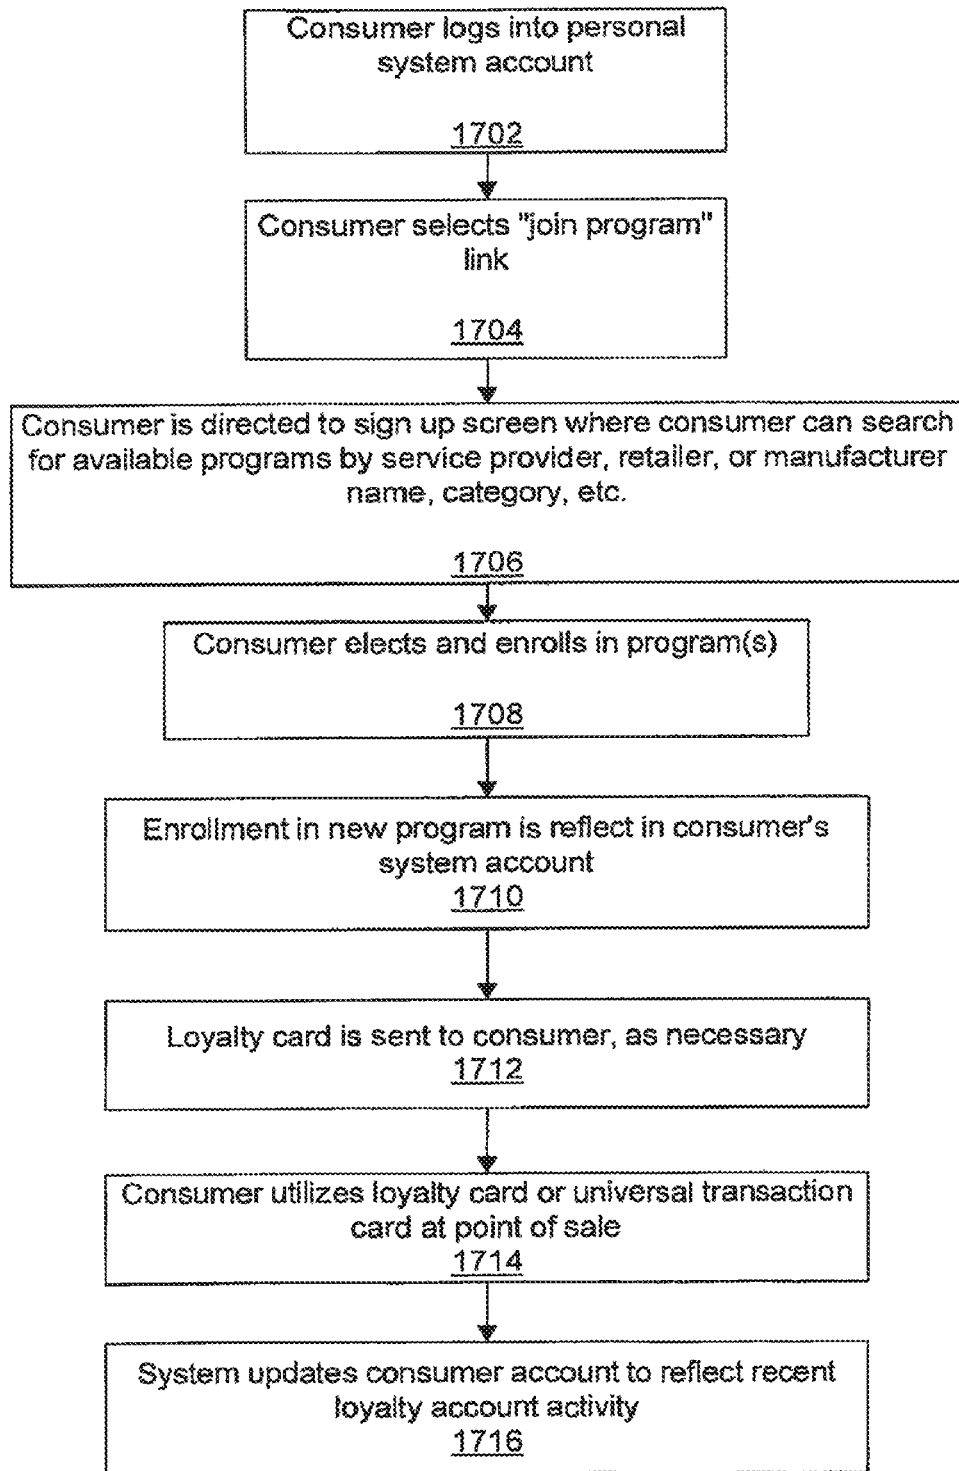 Consumer logs into personal
system account
1702
Consumer selects "join program"
link
1704
Consumer is directed to sign up screen where consumer can search
for available programs by service provider, retailer, or manufacturer
name, category, etc.
1706
Consumer elects and enrolls in program(s)
1708
Enrollment in new program is reflect in consumer's
system account
1710
Loyalty card is sent to consumer, as necessary
1712
Consumer utilizes loyalty card or universal transaction
card at point of sale
1714
System updates consumer account to reflect recent
loyalty account activity
1716